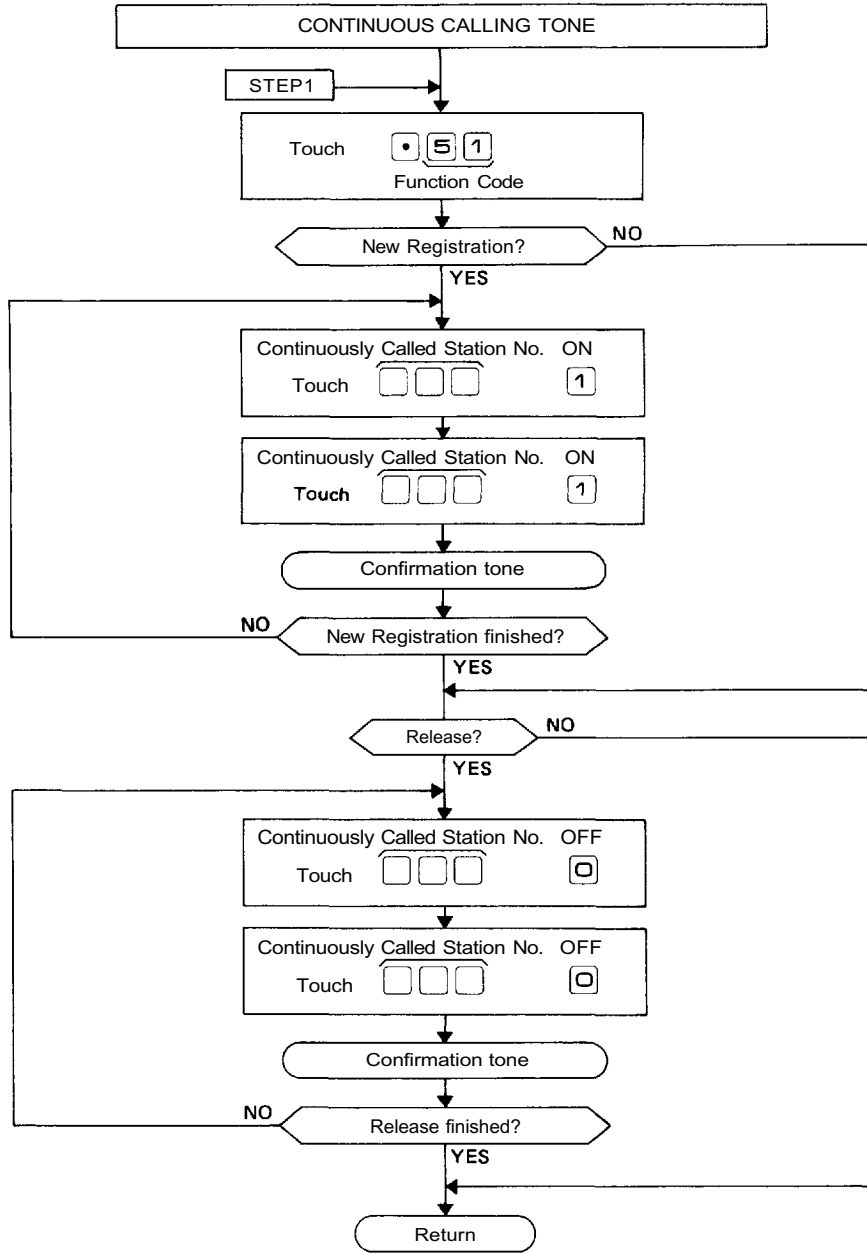 CONTINUOUS CALLING TONE
STEP1
Touch • 5 1
Function Code
New Registration? NO
YES
Continuously Called Station No. ON
Touch 1
Continuously Called Station No. ON
Touch 1
Confirmation tone
NO New Registration finished?
YES
Release? NO
YES
Continuously Called Station No. OFF
Touch 0
Continuously Called Station No. OFF
Touch 0
Confirmation tone
NO Release finished?
YES
Return